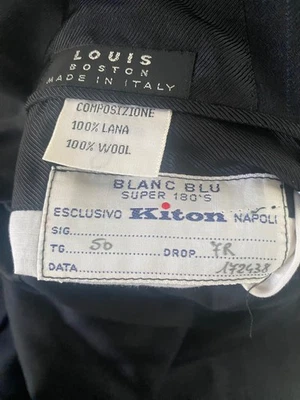 LOUIS
BOSTON
MADE IN ITALY
COMPOSIZIONE
100% LANA
100% WOOL
BLANC BLU
SUPER 180'S
ESCLUSIVO Kiton NAPOLI
SIG.
TG. 50 DROP 7R
DATA 142438